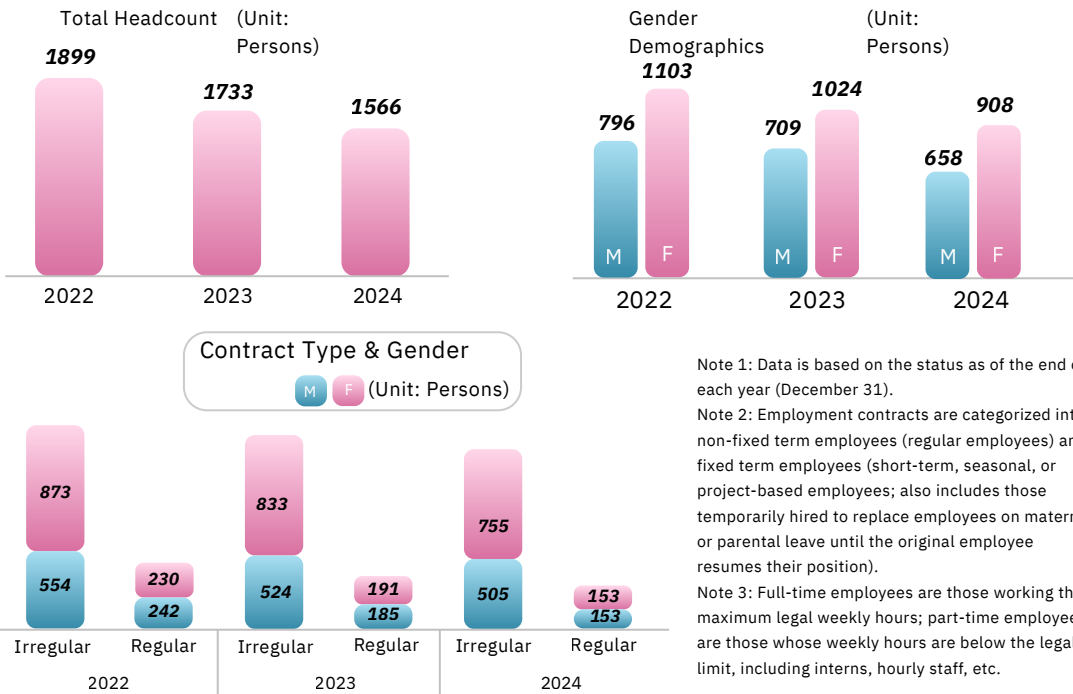 Total Headcount (Unit:
Persons)
1899
1733
1566
2022 2023 2024
Gender (Unit:
Demographics Persons)
1103
796
1024
709
908
658
M F M F M F
2022 2023 2024
Contract Type & Gender
M F (Unit: Persons)
873
554
230
242
833
524
191
185
755
505
153
153
Irregular Regular Irregular Regular Irregular Regular
2022 2023 2024
Note 1: Data is based on the status as of the end
each year (December 31).
Note 2: Employment contracts are categorized
non-fixed term employees (regular employees)
fixed term employees (short-term, seasonal, or
project-based employees; also includes those
temporarily hired to replace employees on
or parental leave until the original employee
resumes their position).
Note 3: Full-time employees are those working
maximum legal weekly hours; part-time
are those whose weekly hours are below the legal
limit, including interns, hourly staff, etc.